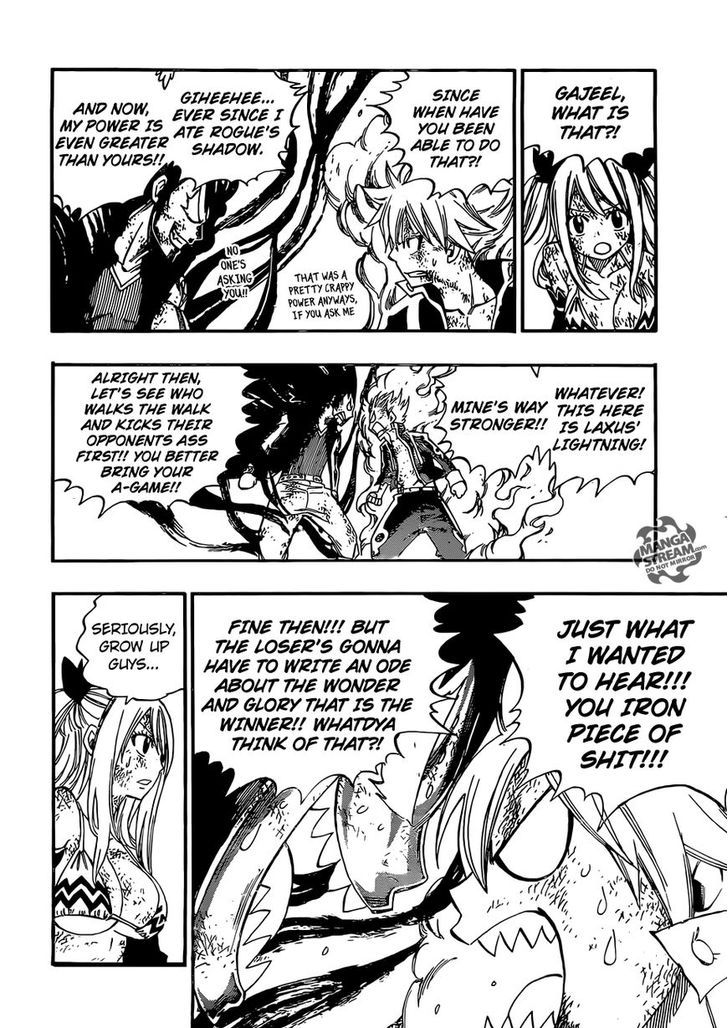 GAJEEL,
WHAT IS
THAT?!
SINCE
WHEN HAVE
YOU BEEN
ABLE TO DO
THAT?!
GIHEEHEE...
EVER SINCE I
ATE ROGUE'S
SHADOW.
AND NOW,
MY POWER IS
EVEN GREATER
THAN YOURS!!
THAT WAS A
PRETTY CRAPPY
POWER ANYWAYS,
IF YOU ASK ME
NO
ONE'S
ASKING
YOU!!
WHATEVER!
THIS HERE
IS LAXUS'
LIGHTNING!
MINE'S WAY
STRONGER!!
ALRIGHT THEN,
LET'S SEE WHO
WALKS THE WALK
AND KICKS THEIR
OPPONENTS ASS
FIRST!! YOU BETTER
BRING YOUR
A-GAME!!
MANGA
STREAM.com
DO NOT MIRROR
JUST WHAT
I WANTED
TO HEAR!!!
YOU IRON
PIECE OF
SHIT!!!
FINE THEN!!! BUT
THE LOSER'S GONNA
HAVE TO WRITE AN ODE
ABOUT THE WONDER
AND GLORY THAT IS THE
WINNER!! WHATDYA
THINK OF THAT?!
SERIOUSLY,
GROW UP
GUYS...